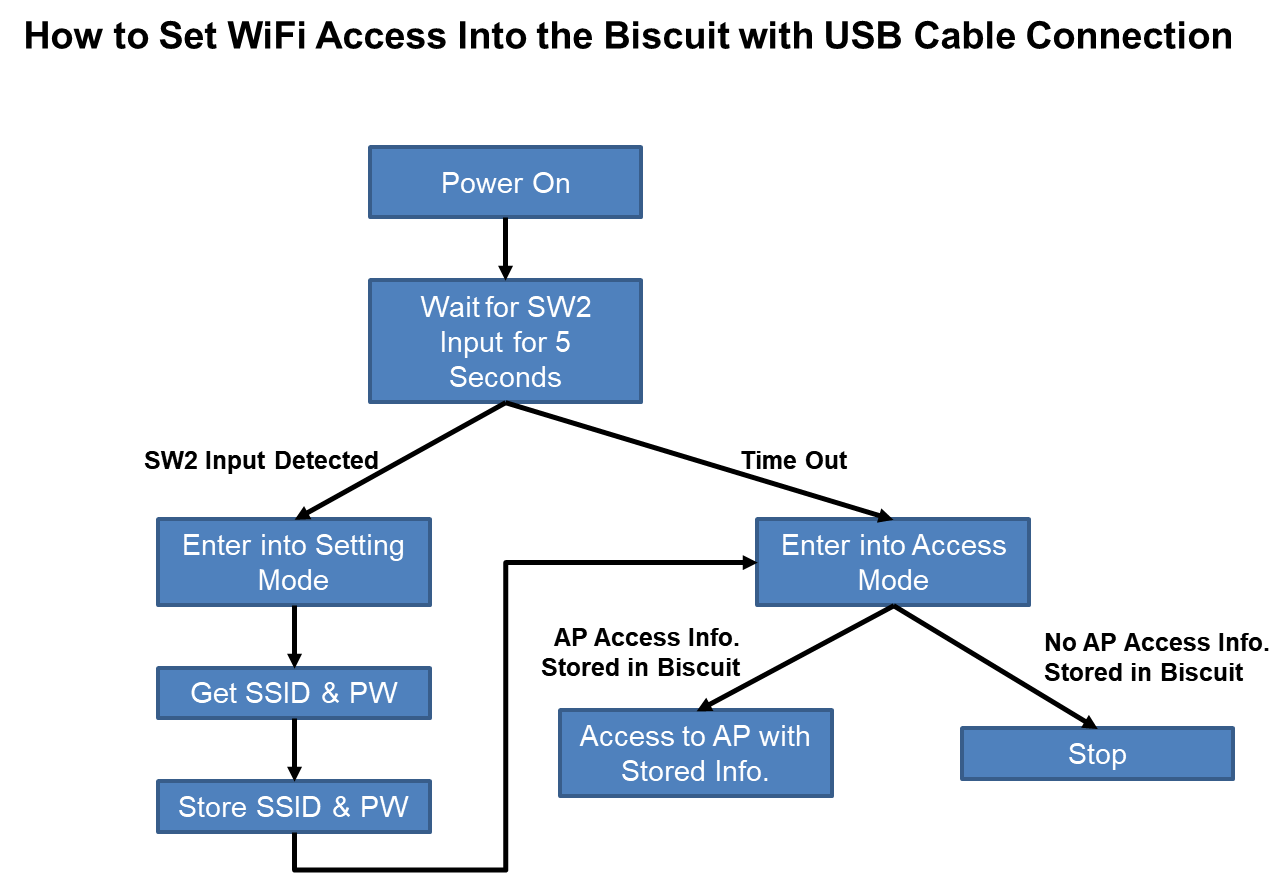 How to Set WiFi Access Into the Biscuit with USB Cable Connection
Power On
Wait for SW2
Input for 5
Seconds
SW2 Input Detected
Time Out
Enter into Setting
Mode
Enter into Access
Mode
AP Access Info.
Stored in Biscuit
No AP Access Info.
Stored in Biscuit
Get SSID & PW
Access to AP with
Stored Info.
Stop
Store SSID & PW